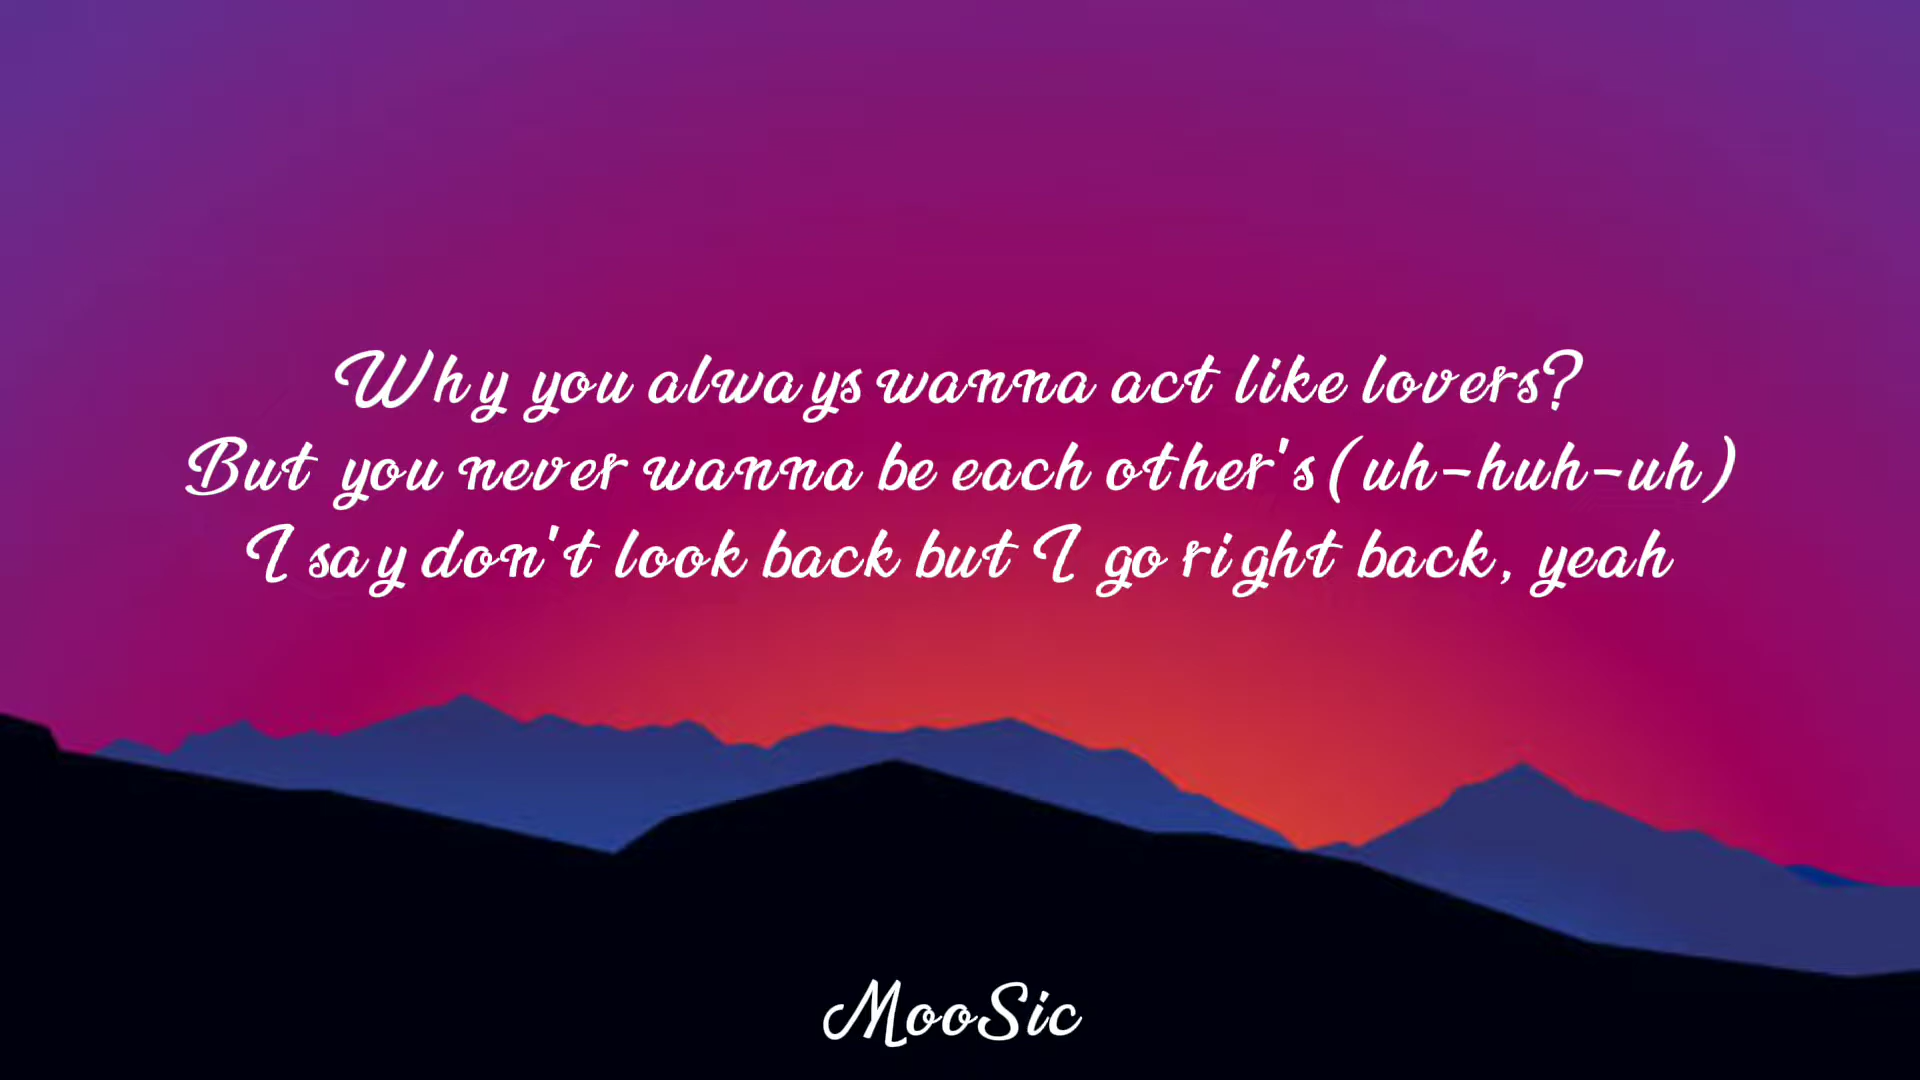 Why you always wanna act like lovers?
But you never wanna be each other's(uh-huh-uh)
I say don't look back but I go right back, yeah
MooSic